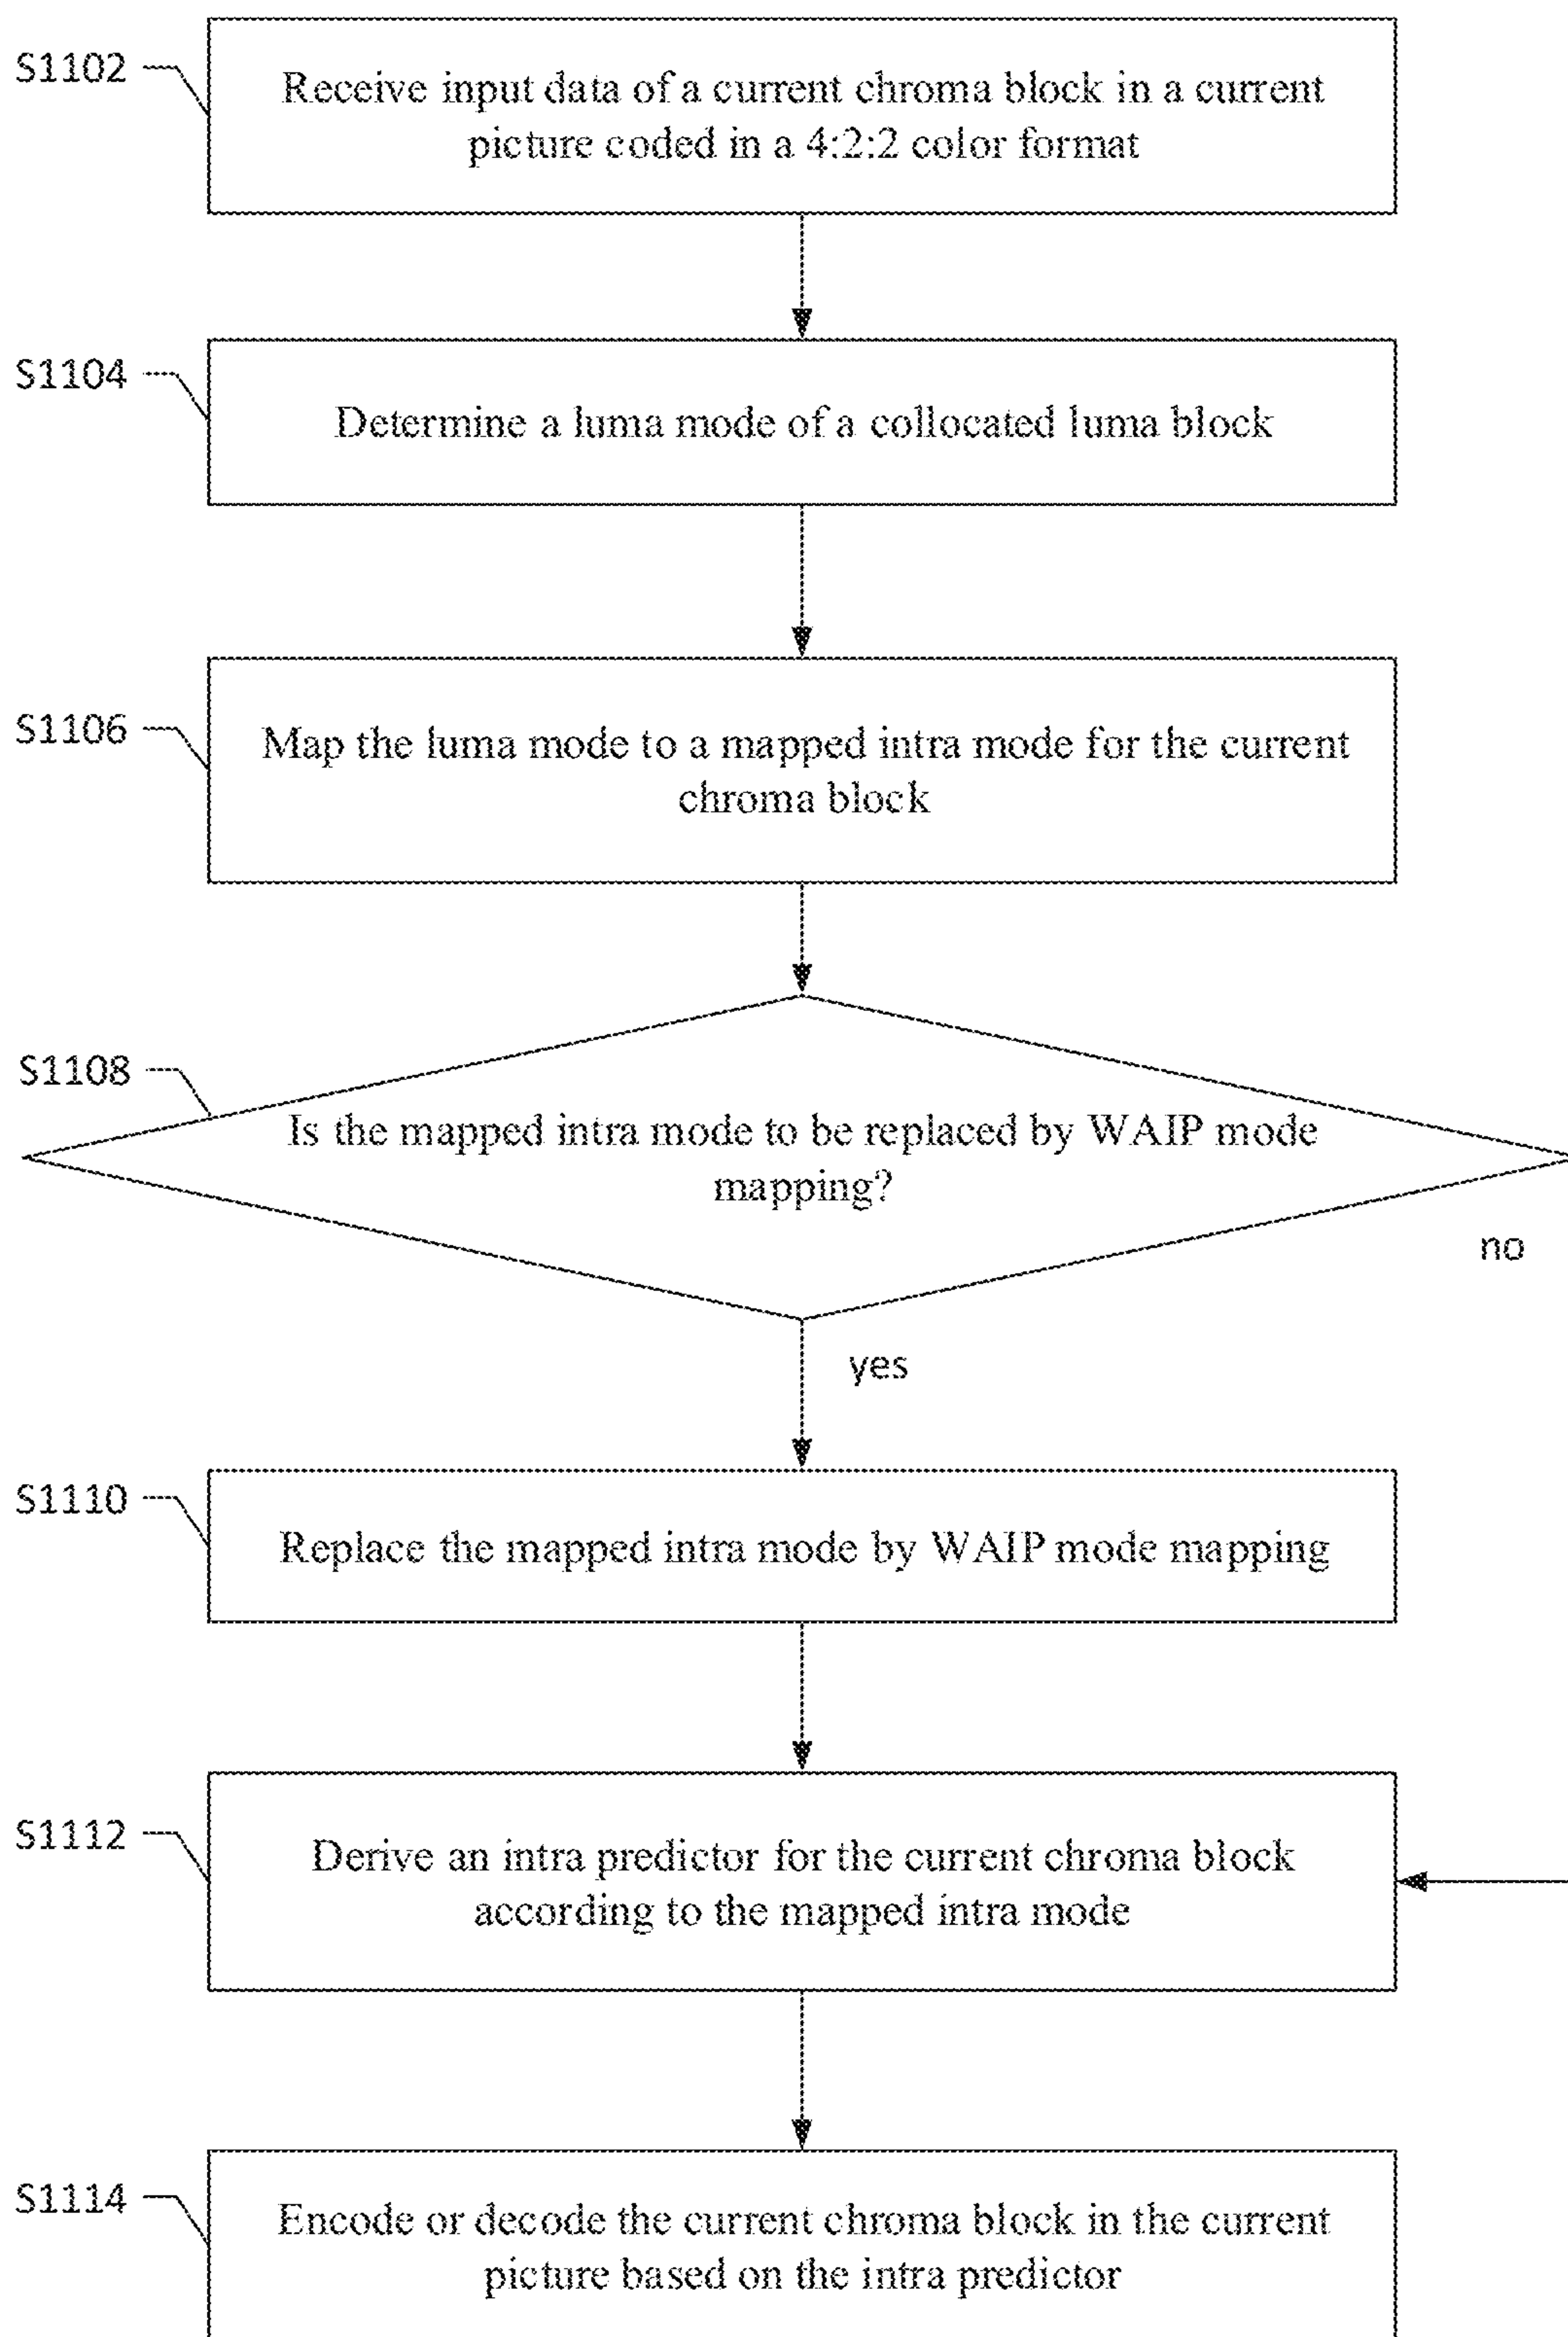 S1102
Receive input data of a current chroma block in a current
picture coded in a 4:2:2 color format
S1104
Determine a luma mode of a collocated luma block
S1106
Map the luma mode to a mapped intra mode for the current
chroma block
S1108
Is the mapped intra mode to be replaced by WAIP mode
mapping?
no
yes
S1110
Replace the mapped intra mode by WAIP mode mapping
S1112
Derive an intra predictor for the current chroma block
according to the mapped intra mode
S1114
Encode or decode the current chroma block in the current
picture based on the intra predictor